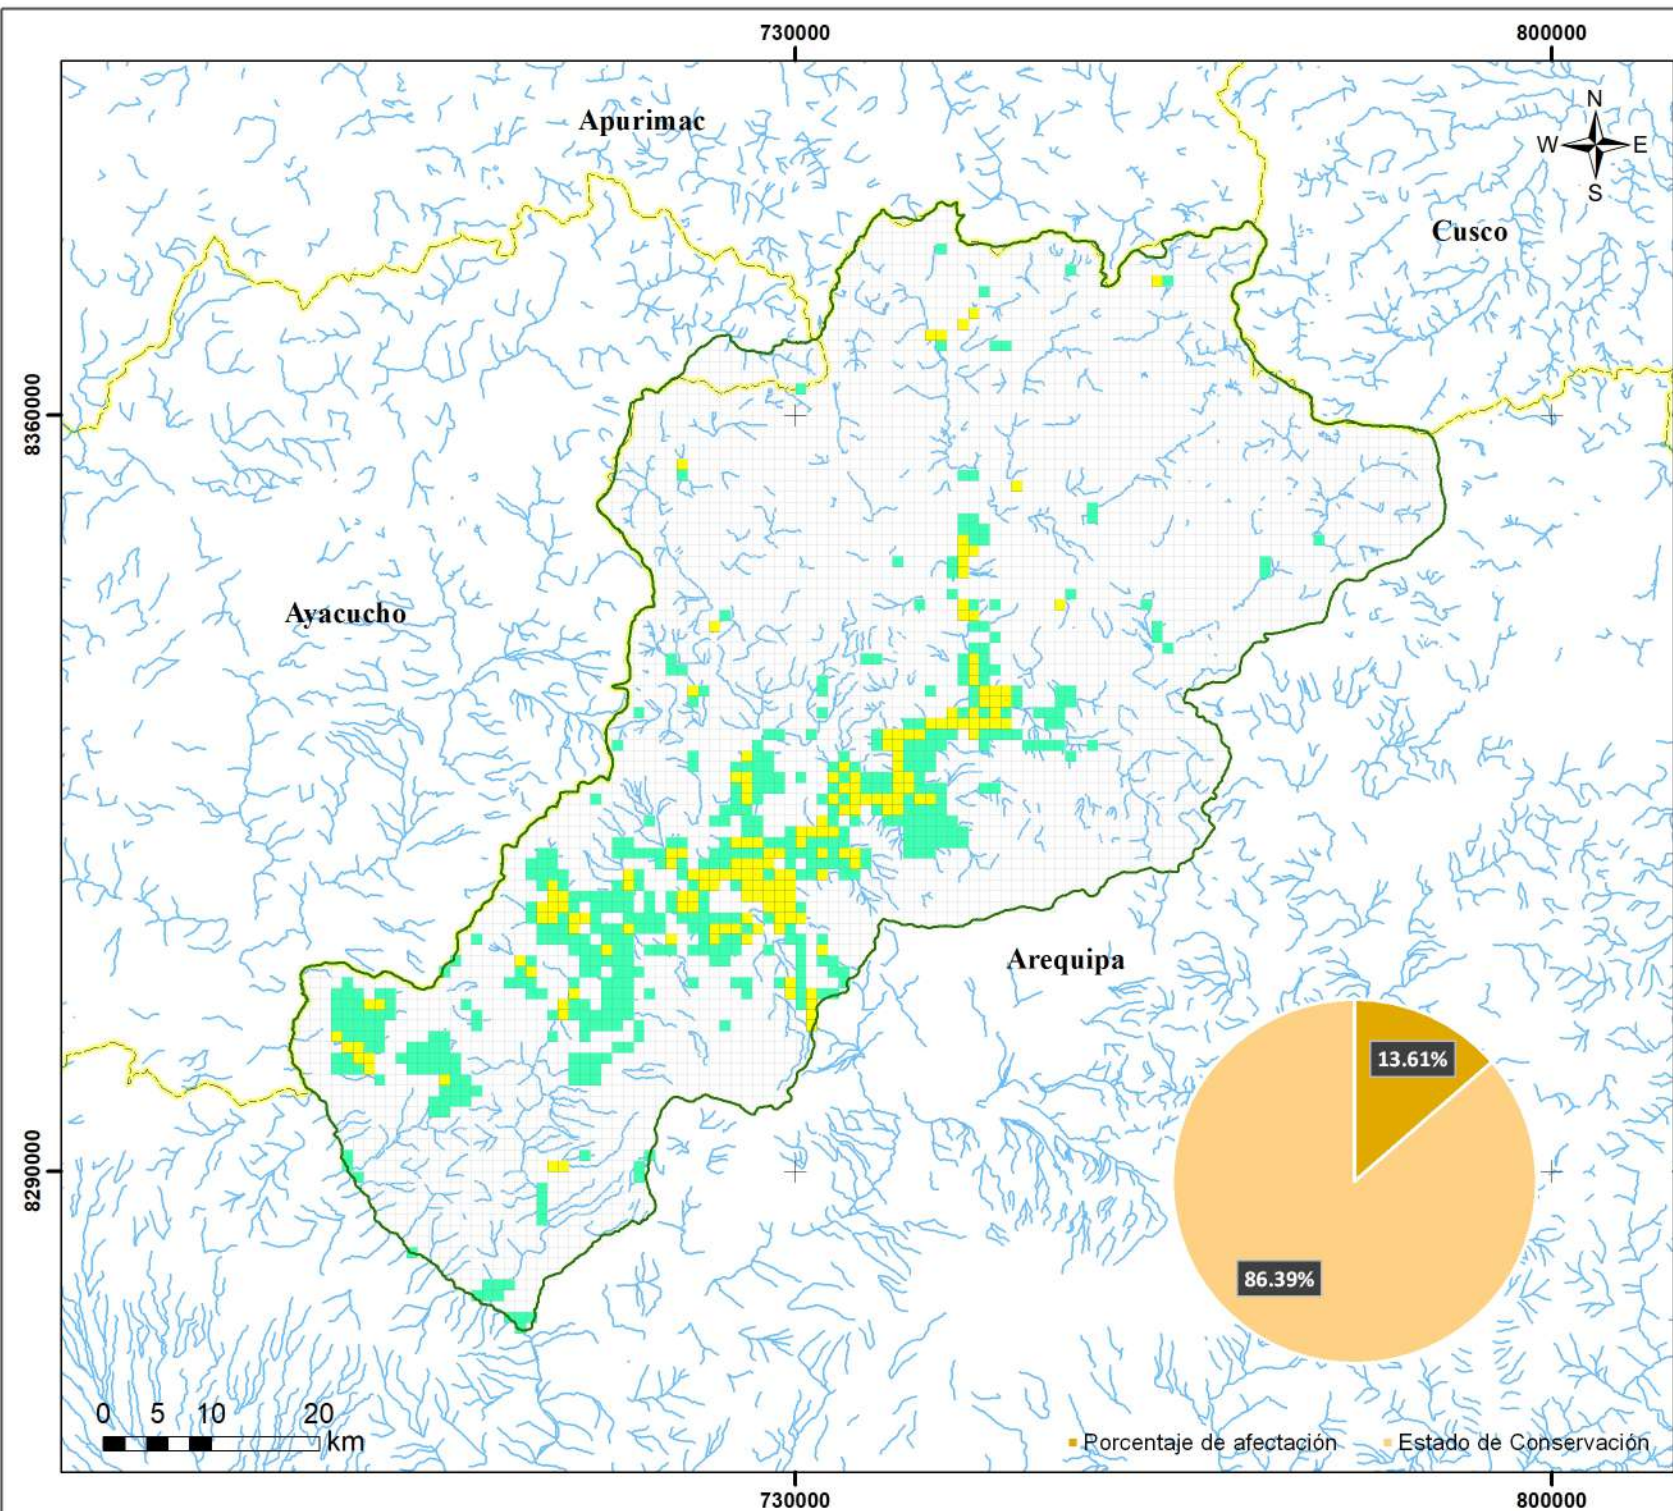 730000 800000
N
W E
S
Apurimac
Cusco
8360000
Ayacucho
Arequipa
13.61%
8290000
86.39%
0 5 10 20
km
Porcentaje de afectación Estado de Conservación
730000 800000